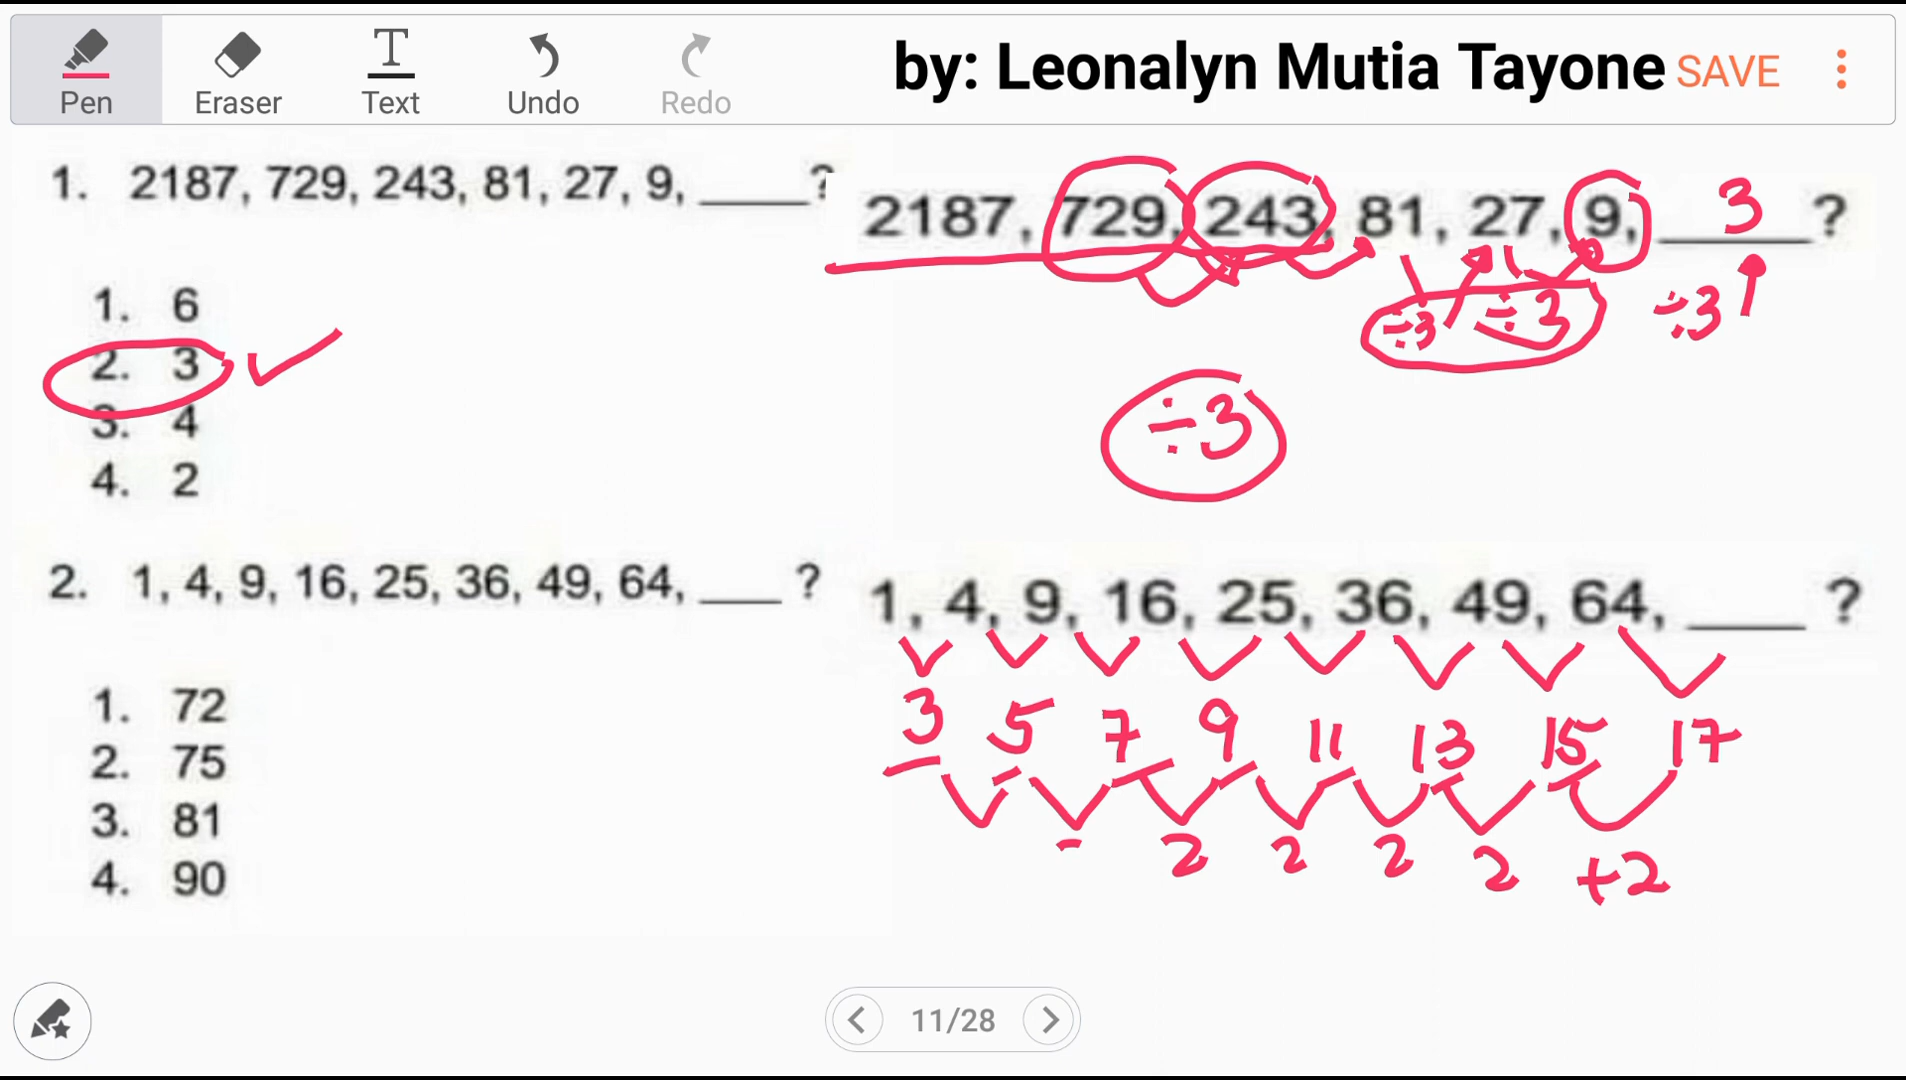 Pen Eraser Text Undo Redo by: Leonalyn Mutia Tayone SAVE
1. 2187, 729, 243, 81, 27, 9, ____?
1. 6
2. 3
3. 4
4. 2
2187, 729, 243, 81, 27, 9, 3 ?
÷3 ÷3 ÷3
÷3
2. 1, 4, 9, 16, 25, 36, 49, 64, ___ ?
1. 72
2. 75
3. 81
4. 90
1, 4, 9, 16, 25, 36, 49, 64, ____ ?
3 5 7 9 11 13 15 17
2 2 2 2 +2
11/28